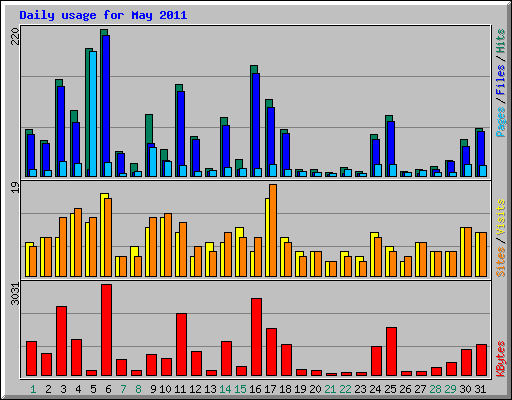 Daily usage for May 2011
220
Pages / Files / Hits
19
Sites / Visits
3031
KBytes
1 2 3 4 5 6 7 8 9 10 11 12 13 14 15 16 17 18 19 20 21 22 23 24 25 26 27 28 29 30 31